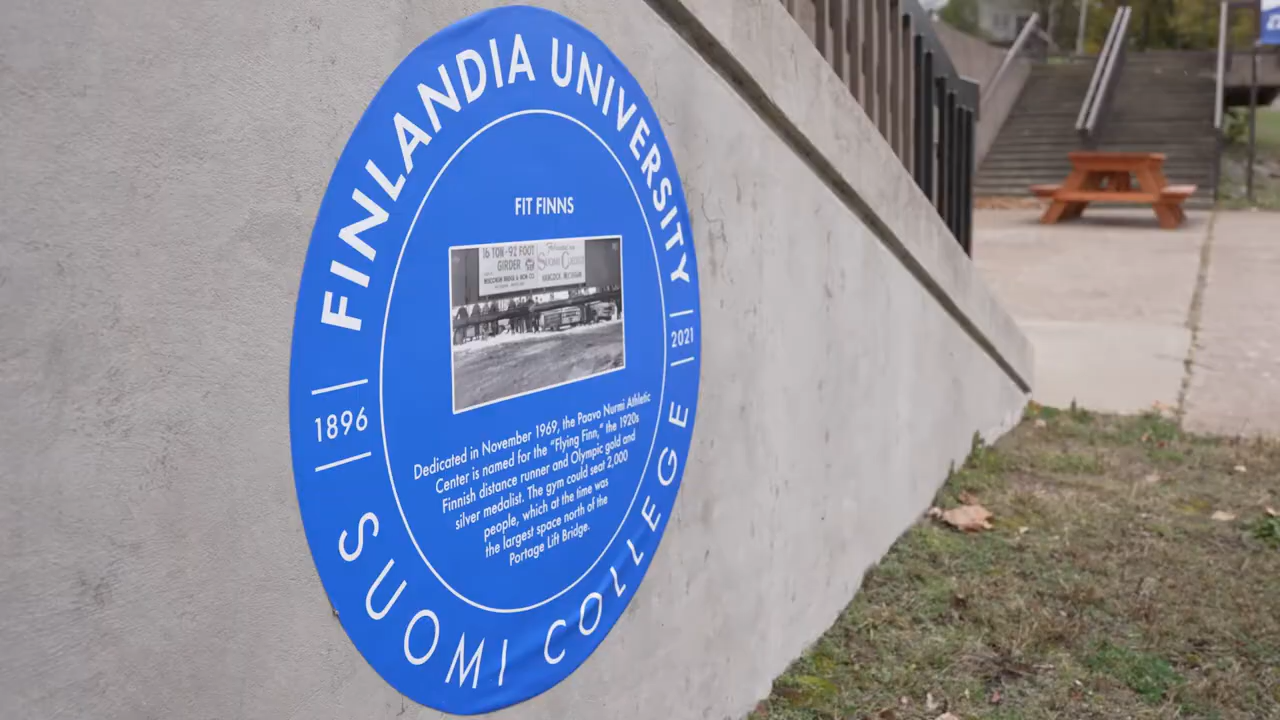 FINLANDIA UNIVERSITY
FIT FINNS
16 TON-92 FOOT
GIRDER
SUOMI COLLEGE
HANCOCK, MICHIGAN
1896
2021
Dedicated in November 1969, the Paavo Nurmi Athletic
Center is named for the "Flying Finn," the 1920s
Finnish distance runner and Olympic gold and
silver medalist. The gym could seat 2,000
people, which at the time was
the largest space north of the
Portage Lift Bridge.
SUOMI COLLEGE